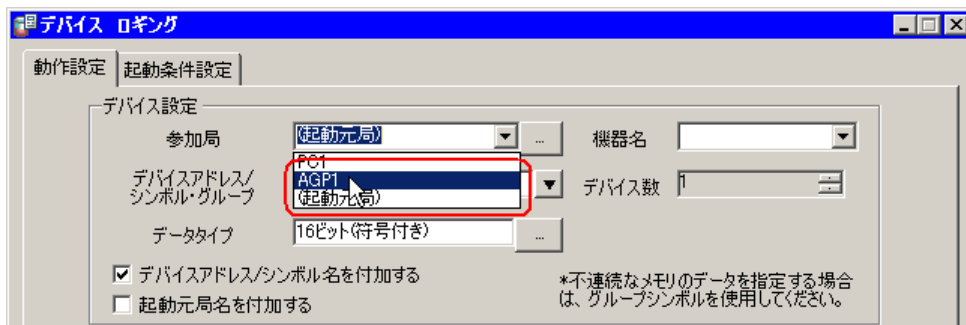 デバイス ロギング
動作設定 起動条件設定
デバイス設定
参加局 (起動元局) ... 機器名
PC1
AGP1
(起動元局)
デバイスアドレス/
シンボル・グループ
デバイス数 1
データタイプ 16ビット(符号付き) ...
デバイスアドレス/シンボル名を付加する
起動元局名を付加する
*不連続なメモリのデータを指定する場合
は、グループシンボルを使用してください。